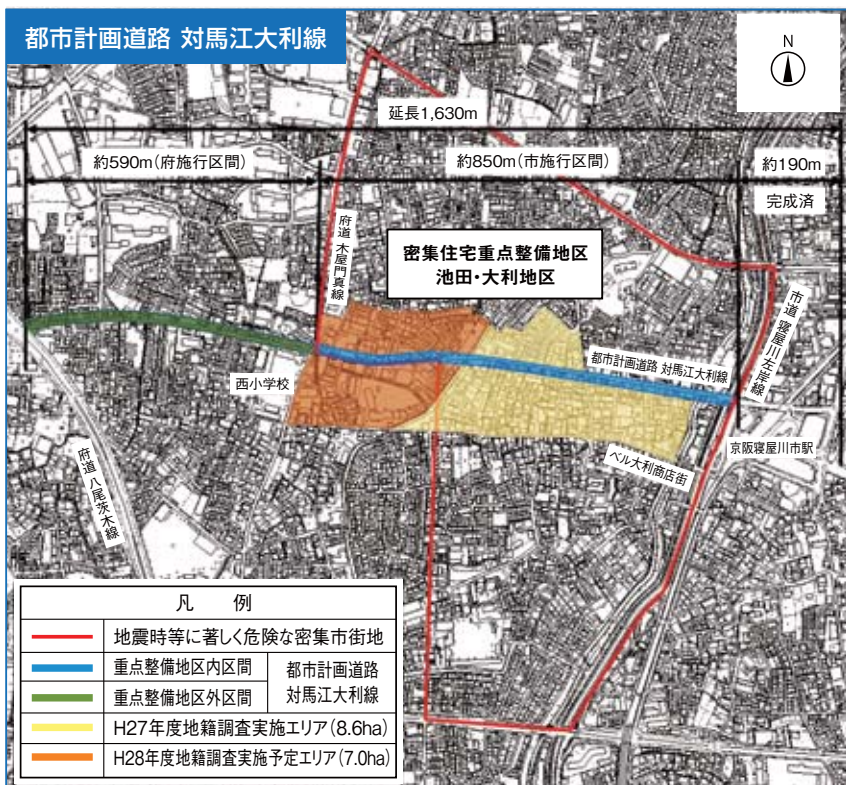 都市計画道路 対馬江大利線
N
延長1,630m
約590m(府施行区間)
約850m(市施行区間)
約190m
完成済
府道 木屋門真線
密集住宅重点整備地区
池田・大利地区
市道 寝屋川左岸線
都市計画道路 対馬江大利線
西小学校
京阪寝屋川市駅
ベル大利商店街
府道 八尾茨木線
凡 例
地震時等に著しく危険な密集市街地
重点整備地区内区間
重点整備地区外区間
都市計画道路
対馬江大利線
H27年度地籍調査実施エリア(8.6ha)
H28年度地籍調査実施予定エリア(7.0ha)